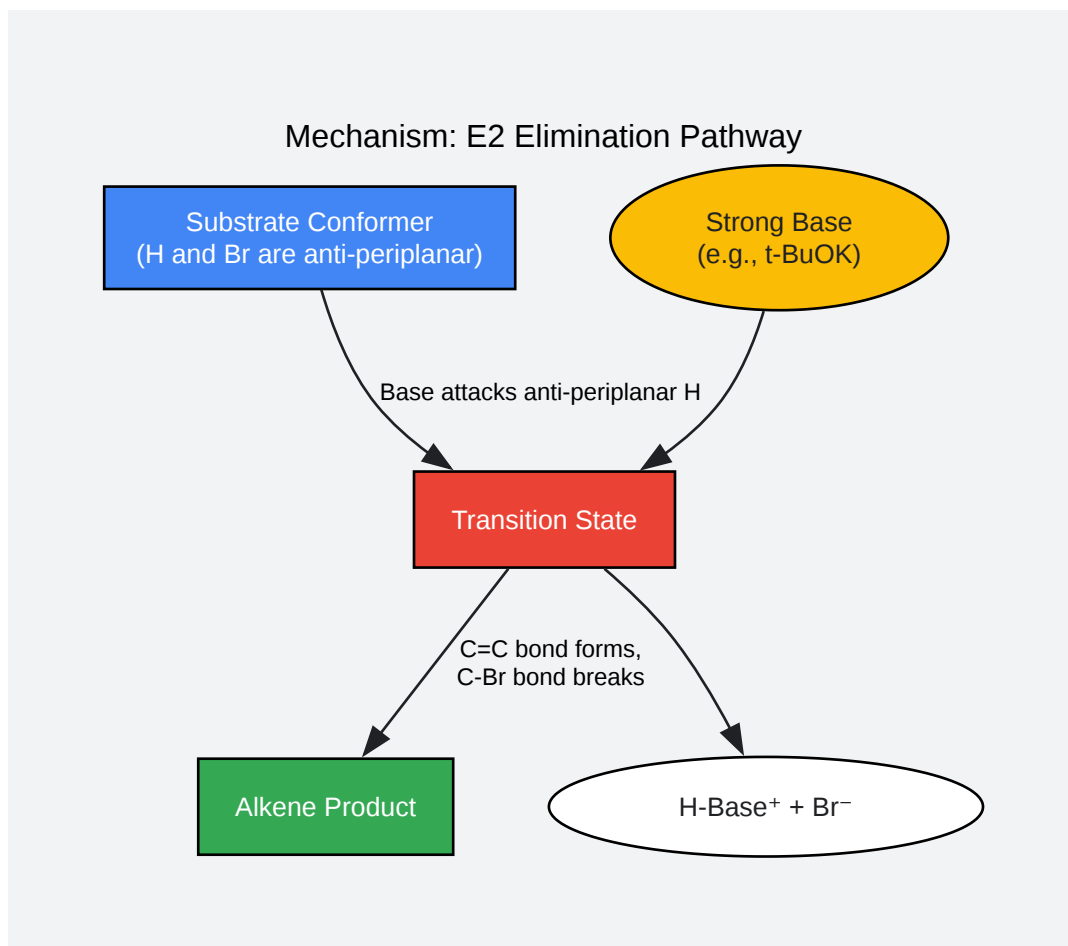 Mechanism: E2 Elimination Pathway
Substrate Conformer
(H and Br are anti-periplanar)
Strong Base
(e.g., t-BuOK)
Base attacks anti-periplanar H
Transition State
C=C bond forms,
C-Br bond breaks
Alkene Product
H-Base⁺ + Br⁻